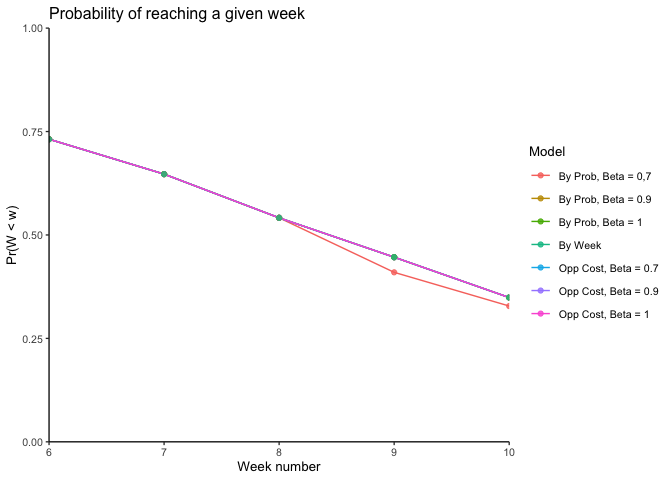 Probability of reaching a given week
1.00
0.75
0.50
0.25
0.00
Pr(W < w)
6 7 8 9 10
Week number
Model
By Prob, Beta = 0,7
By Prob, Beta = 0.9
By Prob, Beta = 1
By Week
Opp Cost, Beta = 0.7
Opp Cost, Beta = 0.9
Opp Cost, Beta = 1